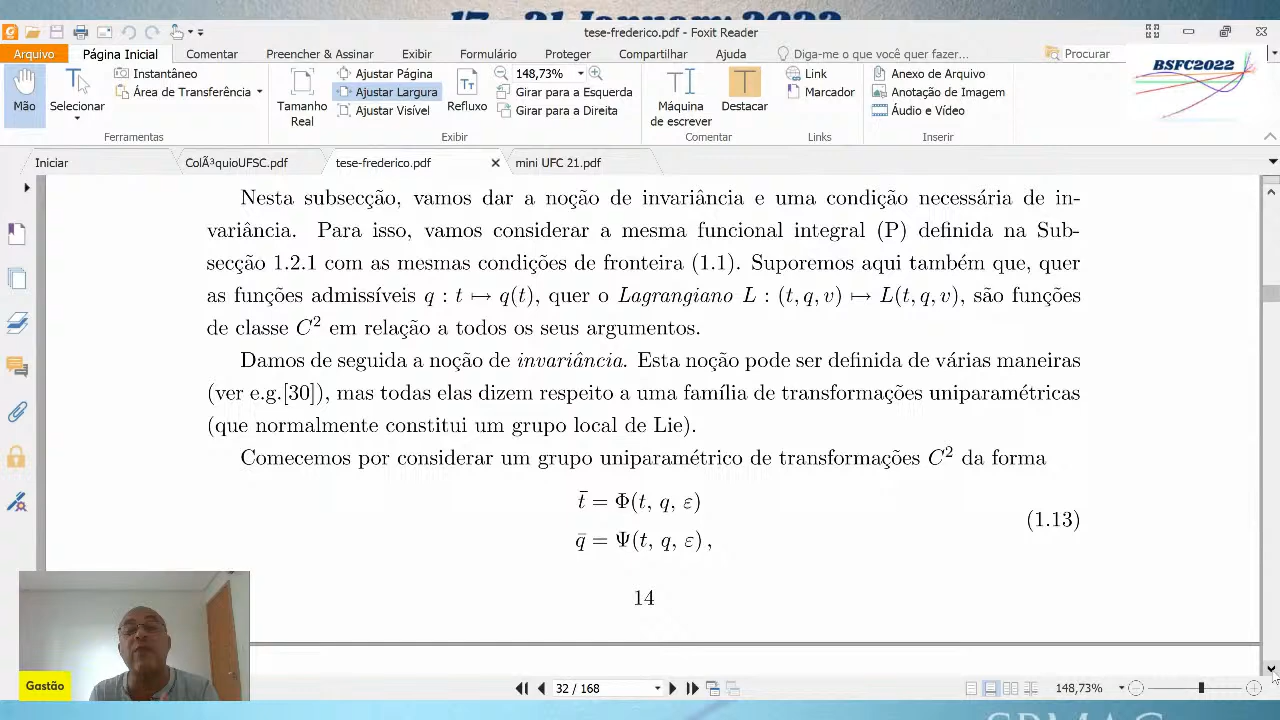 17 - 21 January 2022
tese-frederico.pdf - Foxit Reader
Arquivo Página Inicial Comentar Preencher & Assinar Exibir Formulário Proteger Compartilhar Ajuda Diga-me o que você quer fazer... Procurar
BSFC2022
Mão
Selecionar
Instantâneo
Área de Transferência
Ferramentas
Tamanho
Real
Ajustar Página
Ajustar Largura
Ajustar Visível
Refluxo
148,73%
Girar para a Esquerda
Girar para a Direita
Exibir
Máquina
de escrever
Destacar
Comentar
Link
Marcador
Links
Anexo de Arquivo
Anotação de Imagem
Áudio e Vídeo
Inserir
Iniciar ColÃ³quioUFSC.pdf tese-frederico.pdf mini UFC 21.pdf
Nesta subsecção, vamos dar a noção de invariância e uma condição necessária de in-
variância. Para isso, vamos considerar a mesma funcional integral (P) definida na Sub-
secção 1.2.1 com as mesmas condições de fronteira (1.1). Suporemos aqui também que, quer
as funções admissíveis q : t ↦ q(t), quer o Lagrangiano L : (t, q, v) ↦ L(t, q, v), são funções
de classe C² em relação a todos os seus argumentos.
Damos de seguida a noção de invariância. Esta noção pode ser definida de várias maneiras
(ver e.g.[30]), mas todas elas dizem respeito a uma família de transformações uniparamétricas
(que normalmente constitui um grupo local de Lie).
Comecemos por considerar um grupo uniparamétrico de transformações C² da forma
t̄ = Φ(t, q, ε)
(1.13)
q̄ = Ψ(t, q, ε) ,
14
Gastão
32 / 168
148,73%